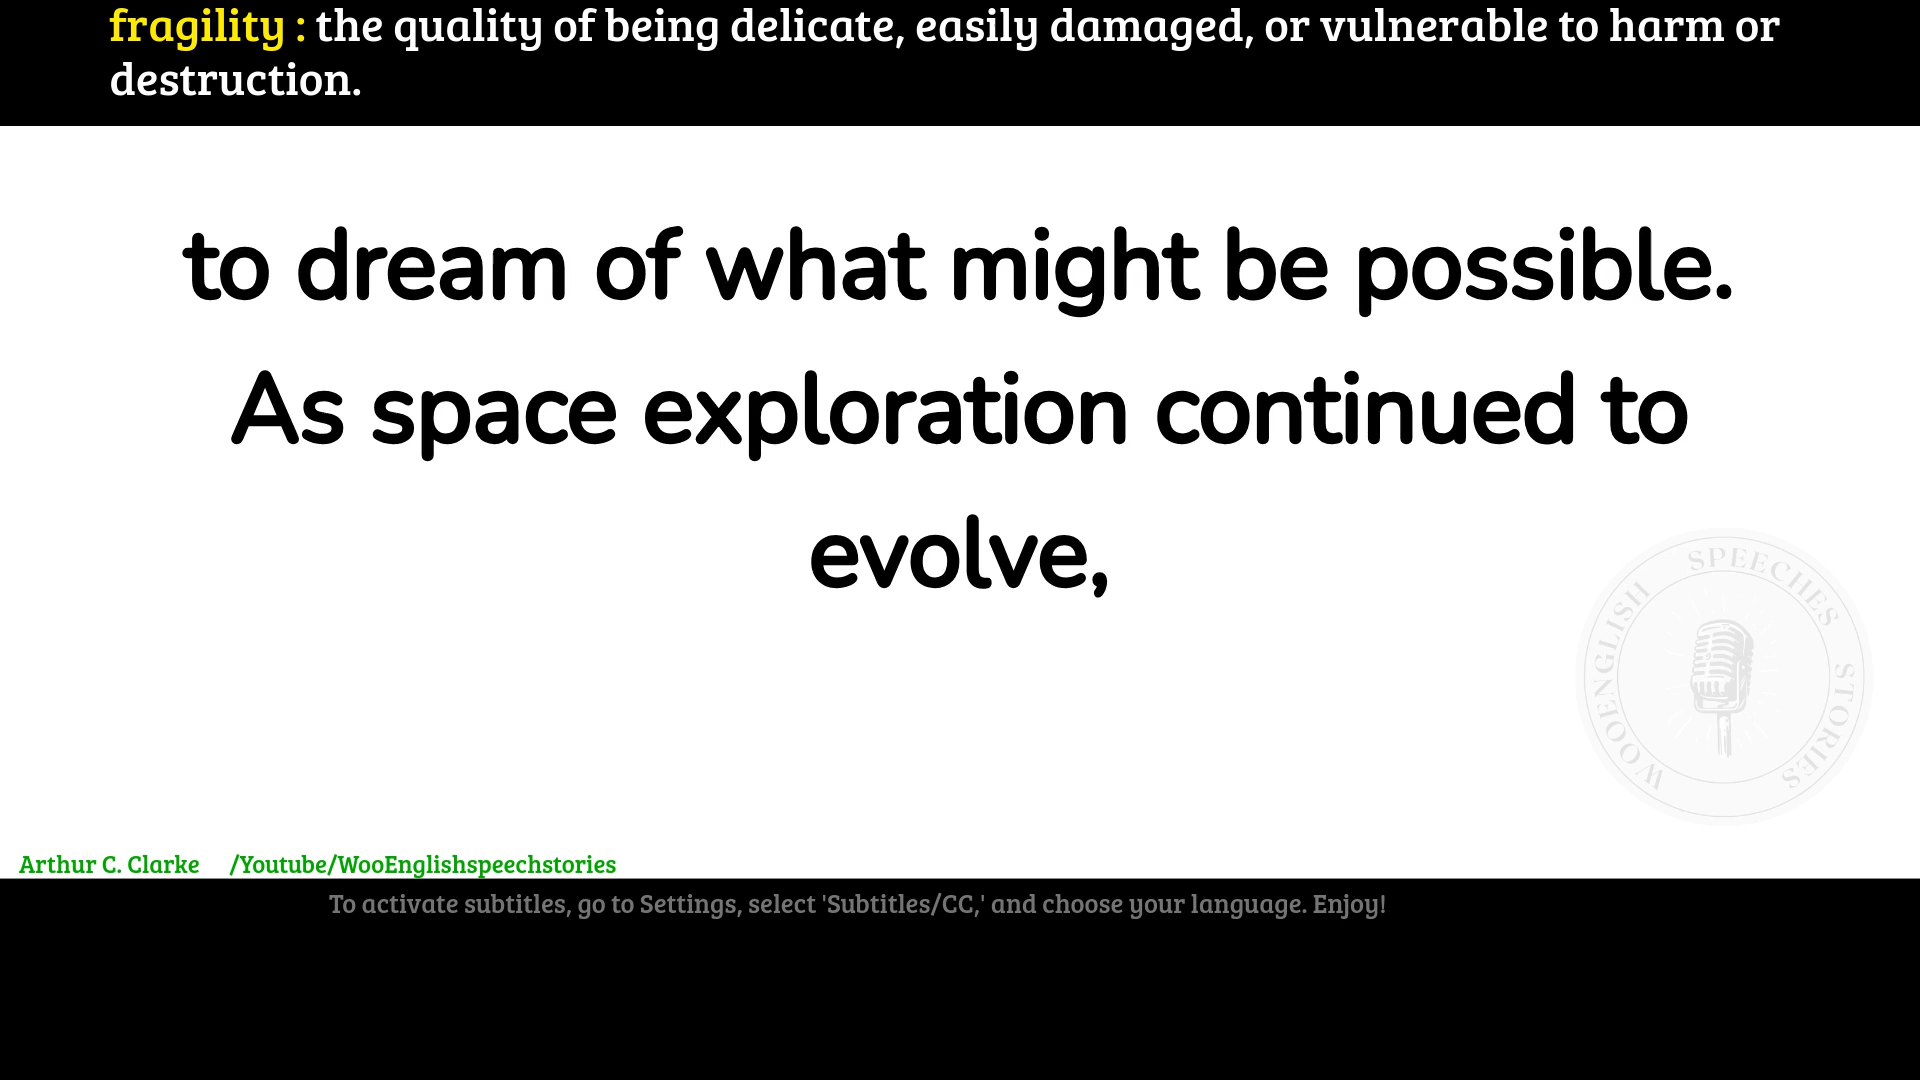 fragility : the quality of being delicate, easily damaged, or vulnerable to harm or
destruction.
to dream of what might be possible.
As space exploration continued to
evolve,
WOOENGLISH SPEECHES STORIES
Arthur C. Clarke /Youtube/WooEnglishspeechstories
To activate subtitles, go to Settings, select 'Subtitles/CC,' and choose your language. Enjoy!